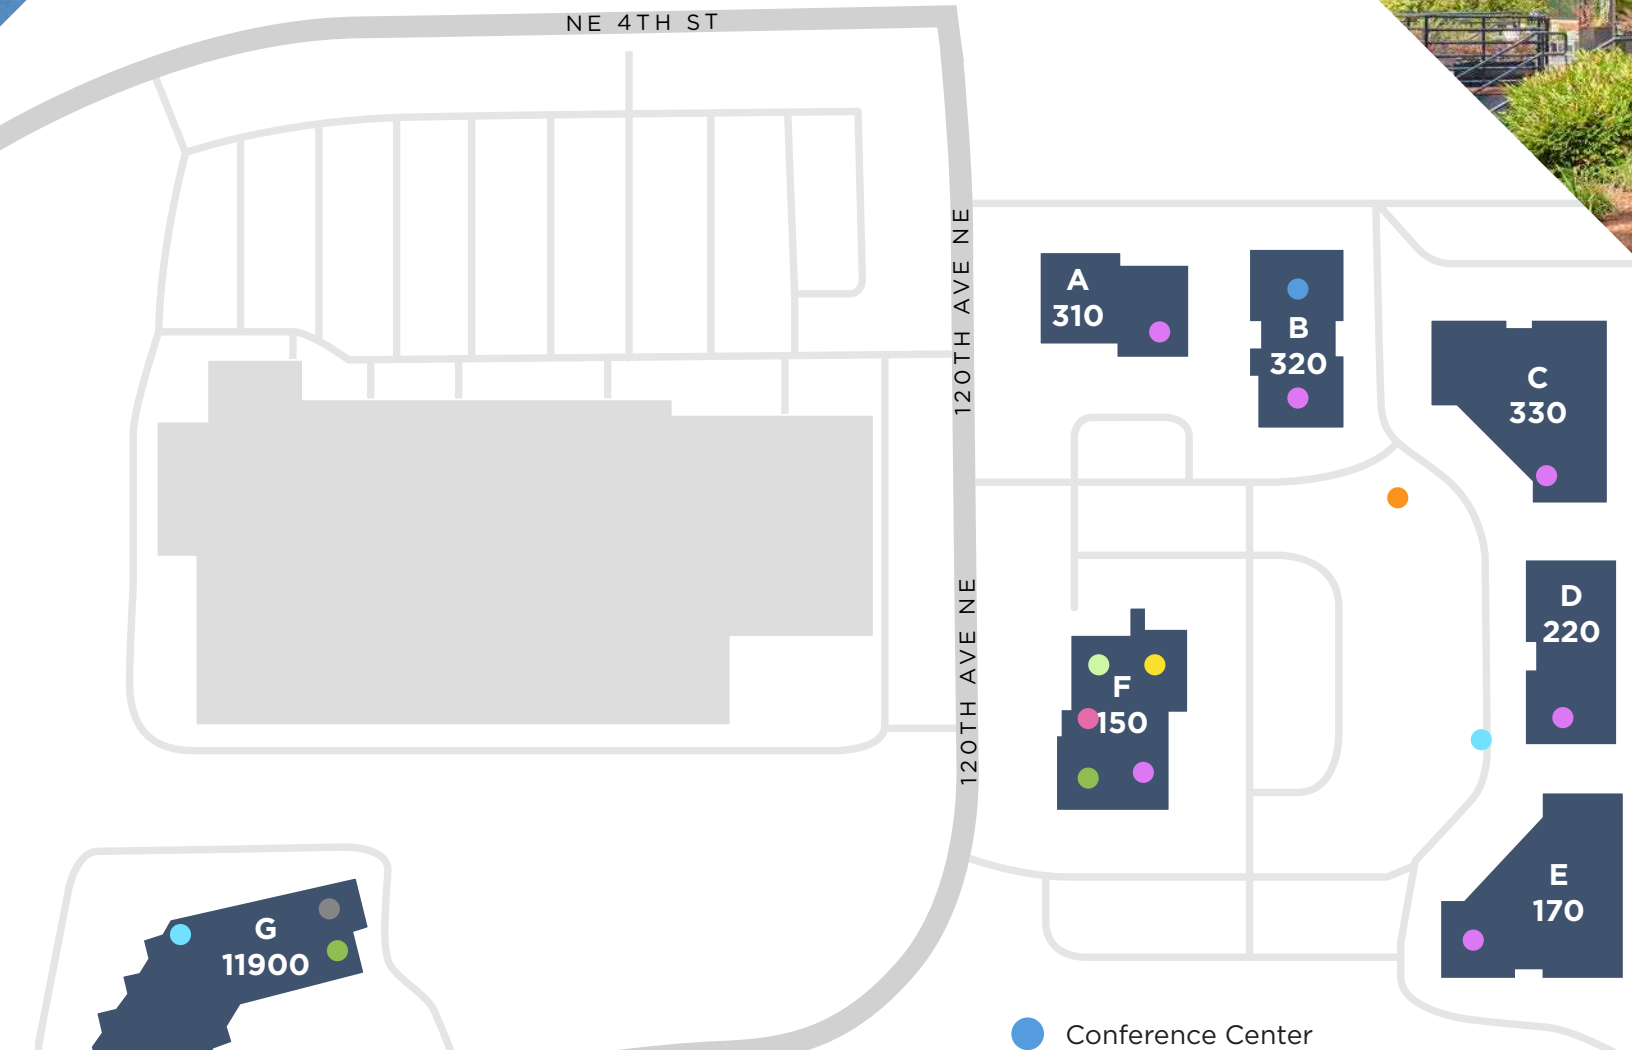 NE 4TH ST
120TH AVE NE
A
310
B
320
C
330
120TH AVE NE
D
220
F
150
E
170
G
11900
Conference Center